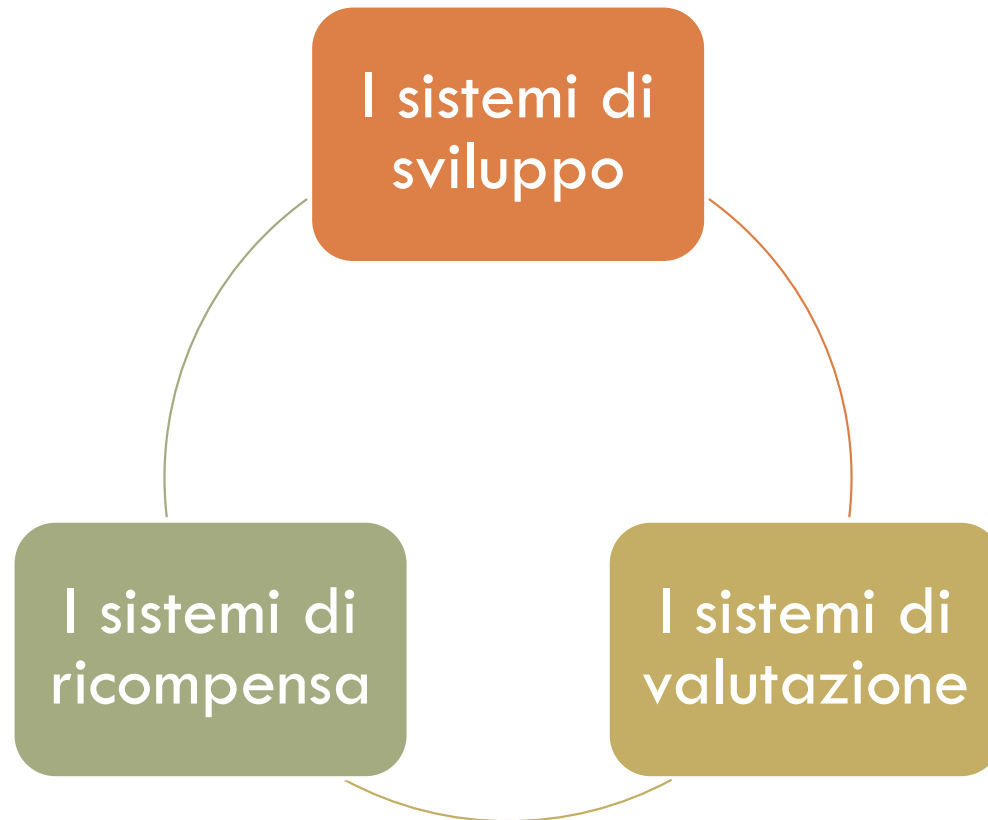 I sistemi di
sviluppo
I sistemi di
ricompensa
I sistemi di
valutazione